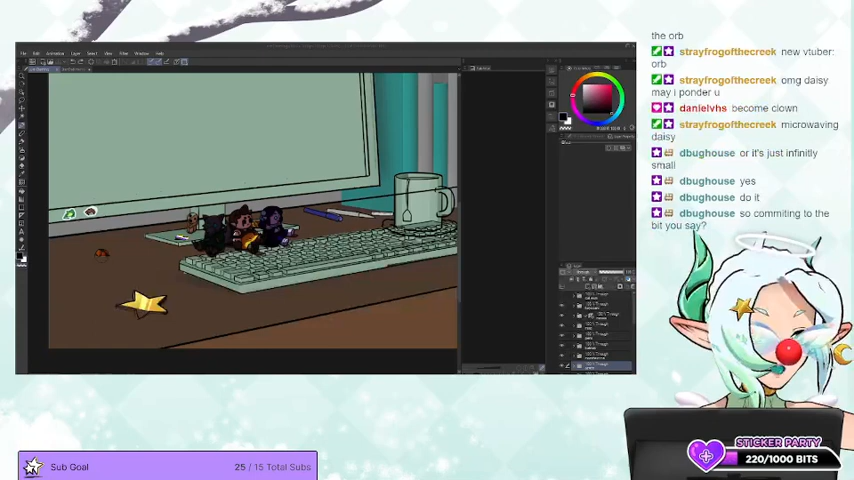 the orb
strayfrogofthecreek new vtuber:
orb
strayfrogofthecreek omg daisy
may i ponder u
danielvhs become clown
strayfrogofthecreek microwaving
daisy
dbughouse or it's just infinitly
small
dbughouse yes
dbughouse do it
dbughouse so commiting to the
bit you say?
STICKER PARTY
220/1000 BITS
Sub Goal
25 / 15 Total Subs